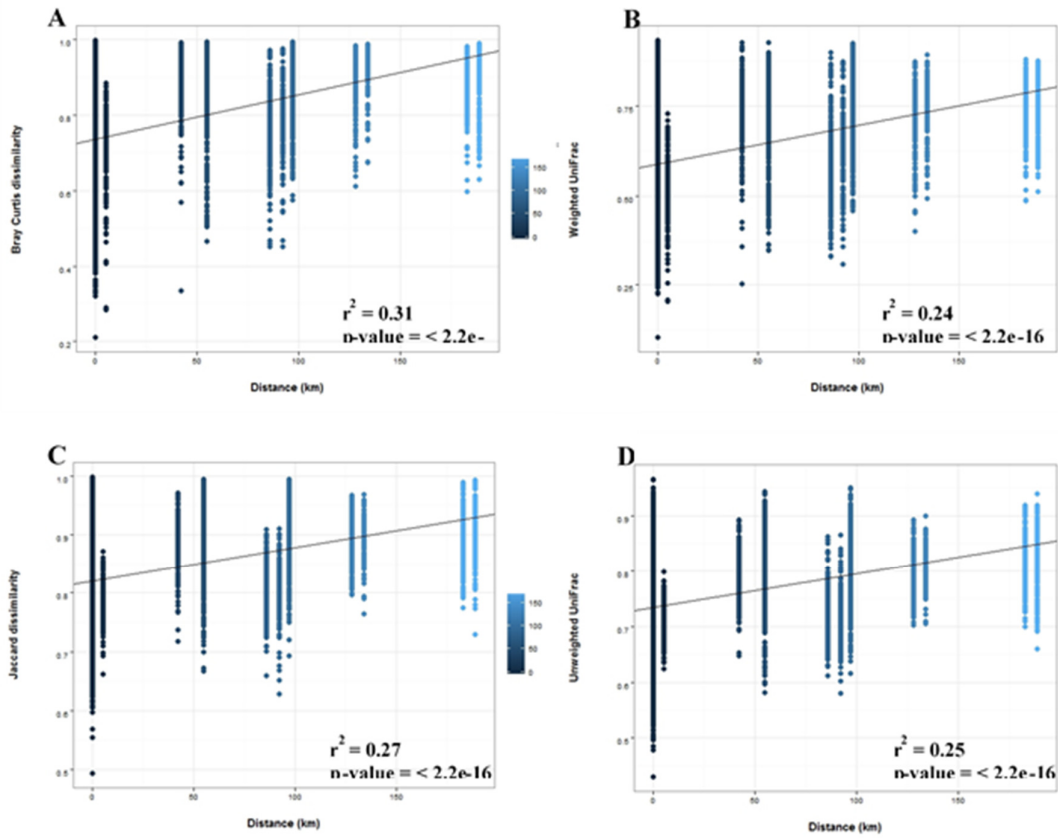 A
1.0
0.8
0.6
0.4
0.2
Bray Curtis dissimilarity
r2 = 0.31
p-value = < 2.2e-
0
50
100
150
Distance (km)
150
100
50
0
B
0.75
0.50
0.25
Weighted UniFrac
r2 = 0.24
p-value = < 2.2e-16
0
50
100
150
Distance (km)
C
1.0
0.9
0.8
0.7
0.6
0.5
Jaccard dissimilarity
r2 = 0.27
p-value = < 2.2e-16
0
50
100
150
Distance (km)
150
100
50
0
D
0.9
0.8
0.7
0.6
0.5
Unweighted UniFrac
r2 = 0.25
p-value = < 2.2e-16
0
50
100
150
Distance (km)